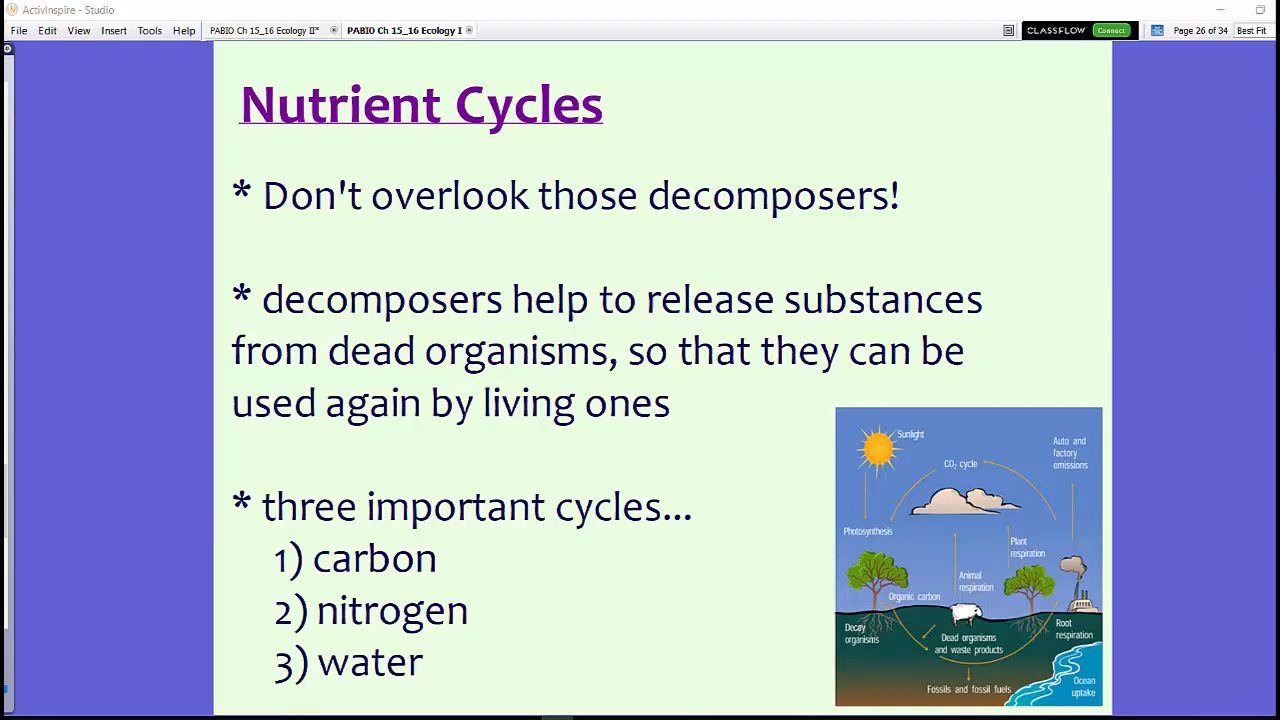 ActivInspire - Studio
File Edit View Insert Tools Help PABIO Ch 15_16 Ecology II* PABIO Ch 15_16 Ecology I CLASSFLOW Connect Page 26 of 34 Best Fit
Nutrient Cycles
* Don't overlook those decomposers!
* decomposers help to release substances
from dead organisms, so that they can be
used again by living ones
* three important cycles...
1) carbon
2) nitrogen
3) water
Sunlight
Auto and
factory
emissions
CO₂ cycle
Photosynthesis
Plant
respiration
Animal
respiration
Organic carbon
Decay
organisms
Dead organisms
and waste products
Root
respiration
Fossils and fossil fuels
Ocean
uptake